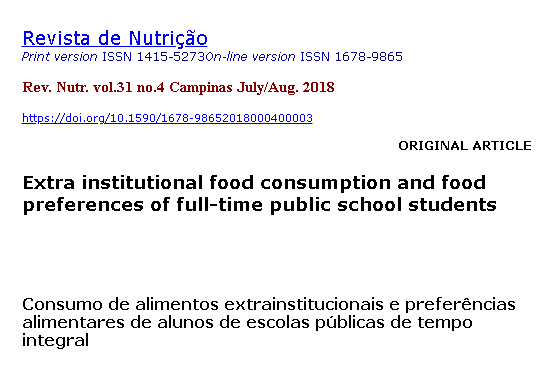 Revista de Nutrição
Print version ISSN 1415-5273On-line version ISSN 1678-9865
Rev. Nutr. vol.31 no.4 Campinas July/Aug. 2018
https://doi.org/10.1590/1678-98652018000400003
ORIGINAL ARTICLE
Extra institutional food consumption and food
preferences of full-time public school students
Consumo de alimentos extrainstitucionais e preferências
alimentares de alunos de escolas públicas de tempo
integral